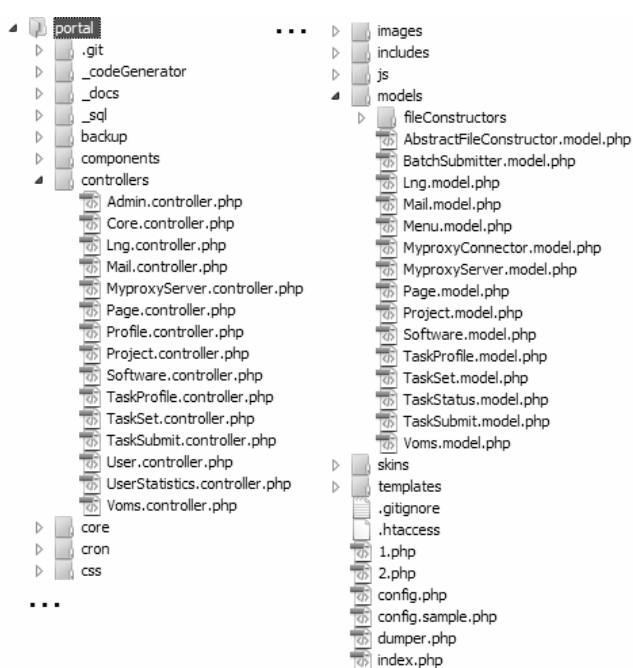 portal
.git
_codeGenerator
_docs
_sql
backup
components
controllers
Admin.controller.php
Core.controller.php
Lng.controller.php
Mail.controller.php
MyproxyServer.controller.php
Page.controller.php
Profile.controller.php
Project.controller.php
Software.controller.php
TaskProfile.controller.php
TaskSet.controller.php
TaskSubmit.controller.php
User.controller.php
UserStatistics.controller.php
Voms.controller.php
core
cron
css
...
...
images
includes
js
models
fileConstructors
AbstractFileConstructor.model.php
BatchSubmitter.model.php
Lng.model.php
Mail.model.php
Menu.model.php
MyproxyConnector.model.php
MyproxyServer.model.php
Page.model.php
Project.model.php
Software.model.php
TaskProfile.model.php
TaskSet.model.php
TaskStatus.model.php
TaskSubmit.model.php
Voms.model.php
skins
templates
.gitignore
.htaccess
1.php
2.php
config.php
config.sample.php
dumper.php
index.php